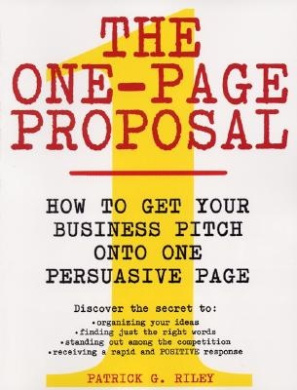 THE
ONE-PAGE
PROPOSAL
1
HOW TO GET YOUR
BUSINESS PITCH
ONTO ONE
PERSUASIVE PAGE
Discover the secret to:
•organizing your ideas
•finding just the right words
•standing out among the competition
•receiving a rapid and POSITIVE response
PATRICK G. RILEY